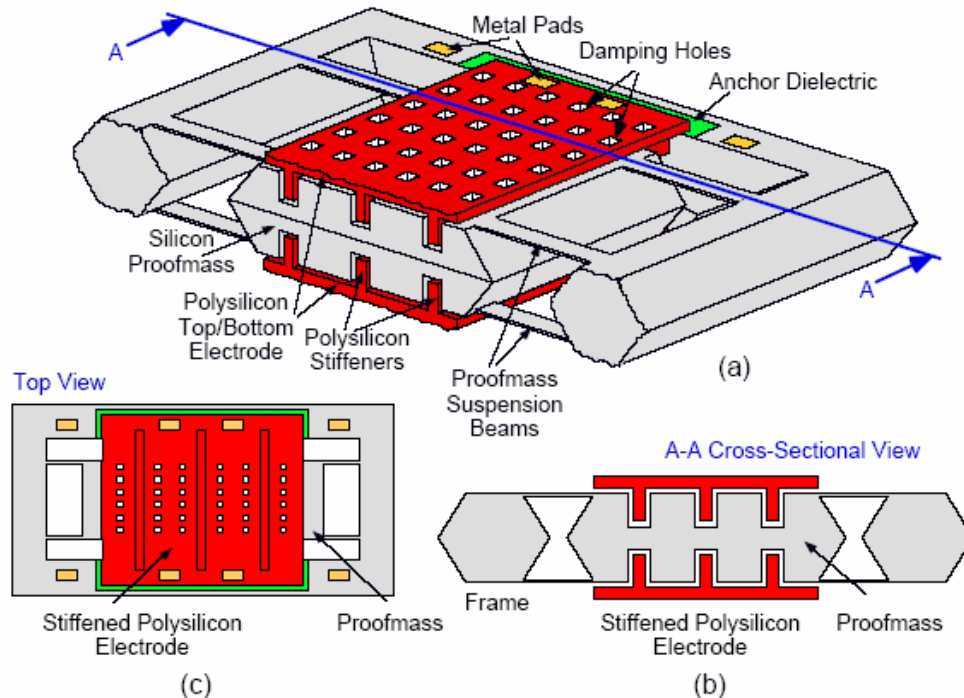 A
Metal Pads
Damping Holes
Anchor Dielectric
Silicon
Proofmass
Polysilicon
Top/Bottom
Electrode
Polysilicon
Stiffeners
Proofmass
Suspension
Beams
A
(a)
Top View
Stiffened Polysilicon
Electrode
Proofmass
(c)
A-A Cross-Sectional View
Frame
Stiffened Polysilicon
Electrode
Proofmass
(b)